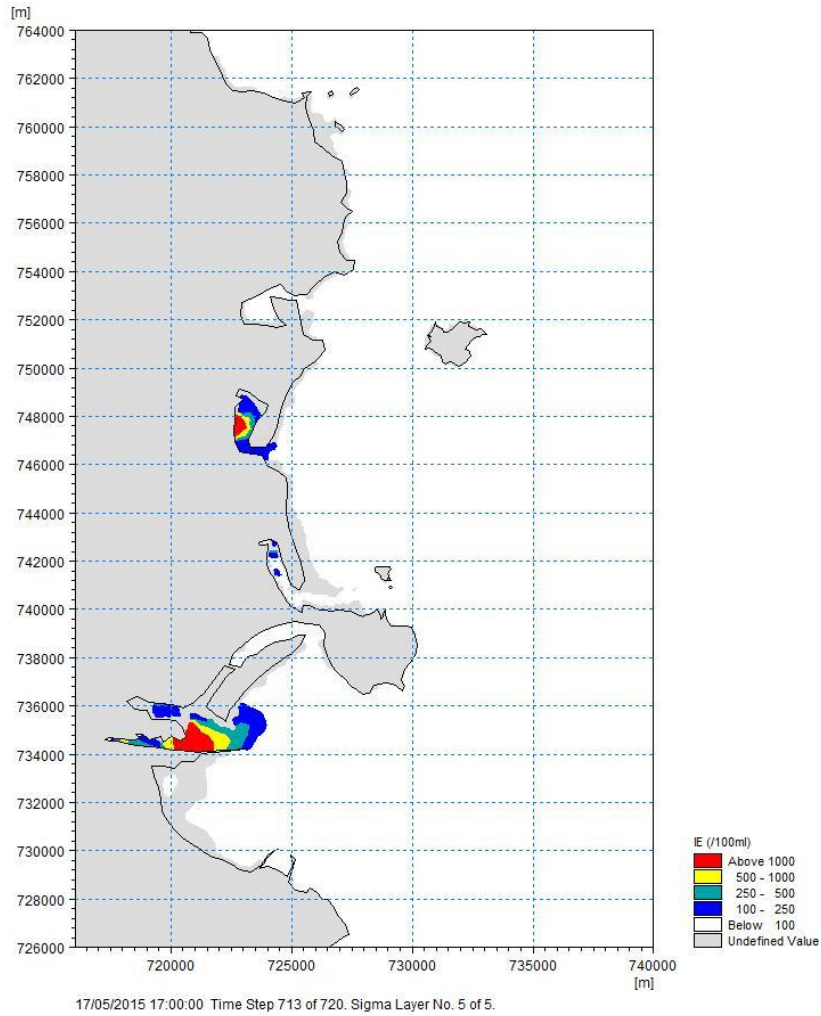 [m]
764000
762000
760000
758000
756000
754000
752000
750000
748000
746000
744000
742000
740000
738000
736000
734000
732000
730000
728000
726000
720000 725000 730000 735000 740000
[m]
IE (/100ml)
Above 1000
500 - 1000
250 - 500
100 - 250
Below 100
Undefined Value
17/05/2015 17:00:00 Time Step 713 of 720. Sigma Layer No. 5 of 5.